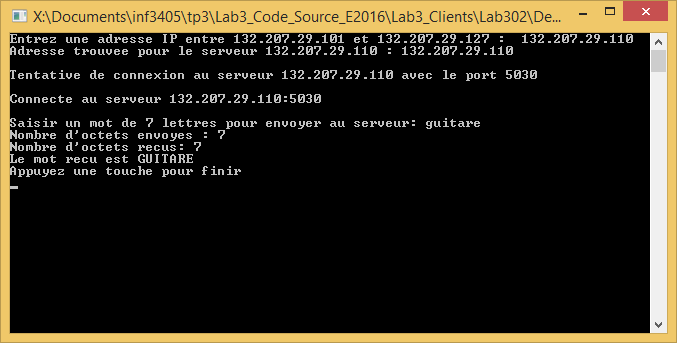 X:\Documents\inf3405\tp3\Lab3_Code_Source_E2016\Lab3_Clients\Lab302\De...
Entrez une adresse IP entre 132.207.29.101 et 132.207.29.127 :  132.207.29.110
Adresse trouvee pour le serveur 132.207.29.110 : 132.207.29.110
Tentative de connexion au serveur 132.207.29.110 avec le port 5030
Connecte au serveur 132.207.29.110:5030
Saisir un mot de 7 lettres pour envoyer au serveur: guitare
Nombre d'octets envoyes : 7
Nombre d'octets recus: 7
Le mot recu est GUITARE
Appuyez une touche pour finir